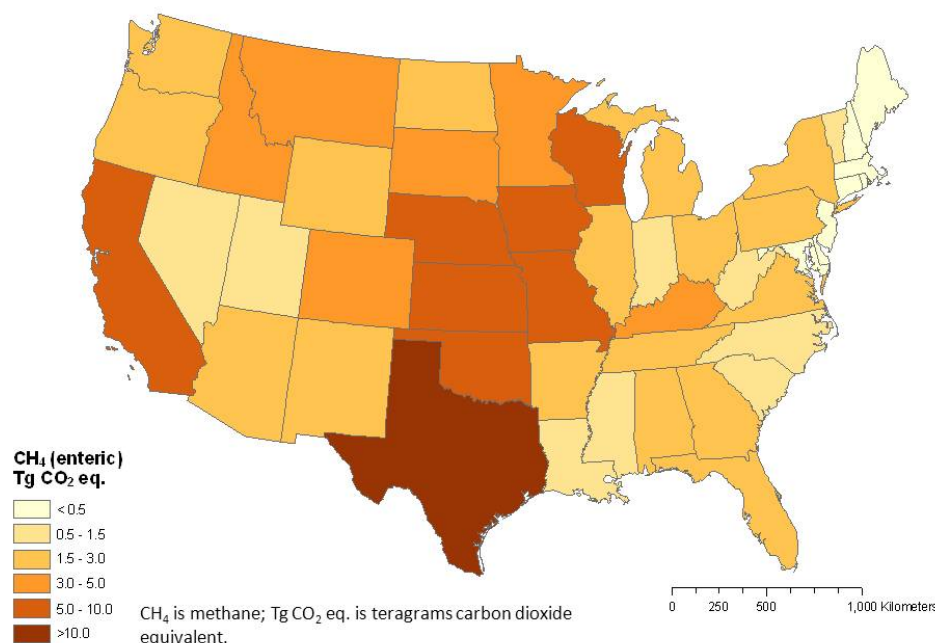 CH₄ (enteric)
Tg CO₂ eq.
< 0.5
0.5 - 1.5
1.5 - 3.0
3.0 - 5.0
5.0 - 10.0
>10.0
CH₄ is methane; Tg CO₂ eq. is teragrams carbon dioxide
equivalent.
0 250 500 1,000 Kilometers